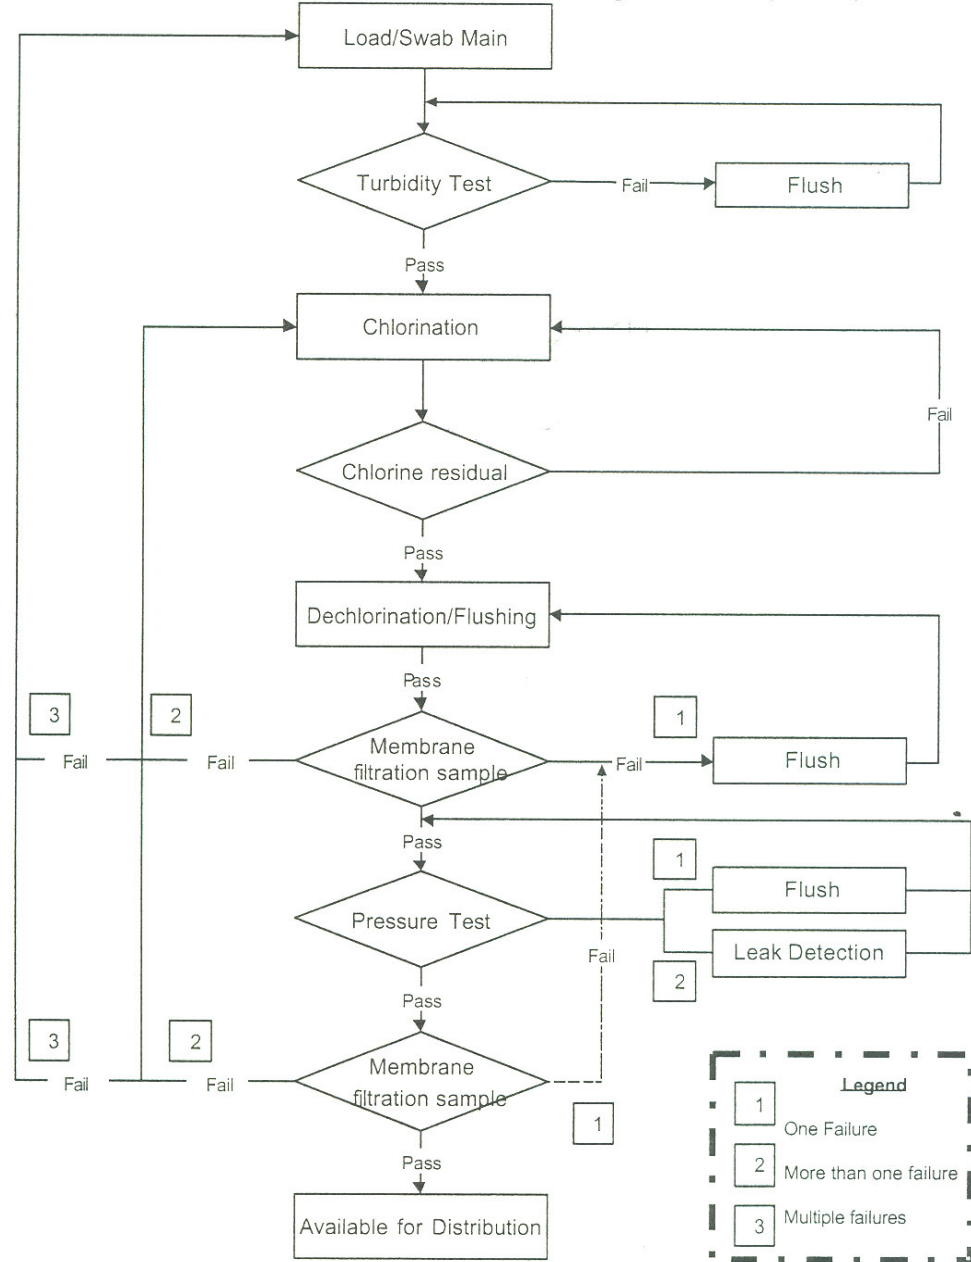 Load/Swab Main
Turbidity Test
Fail
Flush
Pass
Chlorination
Fail
Chlorine residual
Pass
Dechlorination/Flushing
Pass
3
2
1
Membrane
filtration sample
Fail
Fail
Fail
Flush
Pass
1
Flush
Pressure Test
Leak Detection
Fail
2
Pass
3
2
Membrane
filtration sample
Fail
Fail
1
Pass
Available for Distribution
Legend
1
One Failure
2
More than one failure
3
Multiple failures